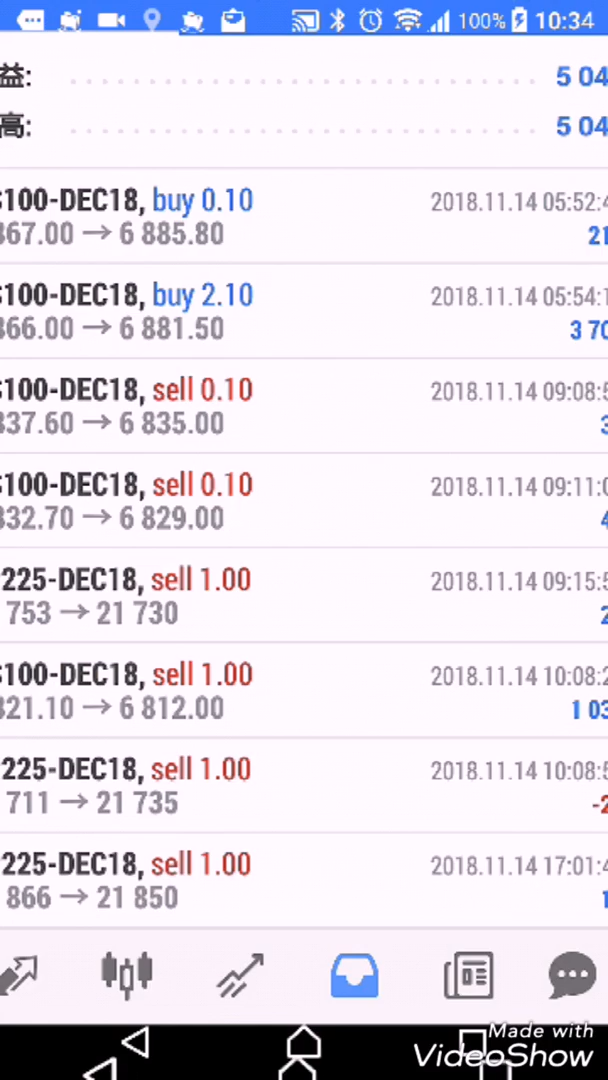 100% 10:34
益: 5 04
高: 5 04
100-DEC18, buy 0.10 2018.11.14 05:52:4
867.00 → 6 885.80 21
100-DEC18, buy 2.10 2018.11.14 05:54:1
866.00 → 6 881.50 3 70
100-DEC18, sell 0.10 2018.11.14 09:08:5
837.60 → 6 835.00 3
100-DEC18, sell 0.10 2018.11.14 09:11:0
832.70 → 6 829.00 4
225-DEC18, sell 1.00 2018.11.14 09:15:5
753 → 21 730 2
100-DEC18, sell 1.00 2018.11.14 10:08:2
821.10 → 6 812.00 1 03
225-DEC18, sell 1.00 2018.11.14 10:08:5
711 → 21 735 -2
225-DEC18, sell 1.00 2018.11.14 17:01:4
866 → 21 850 1
Made with
VideoShow